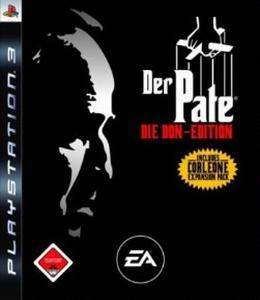 PLAYSTATION 3
Der
Pate®
DIE DON-EDITION
INCLUDES
CORLEONE
EXPANSION PACK
EA